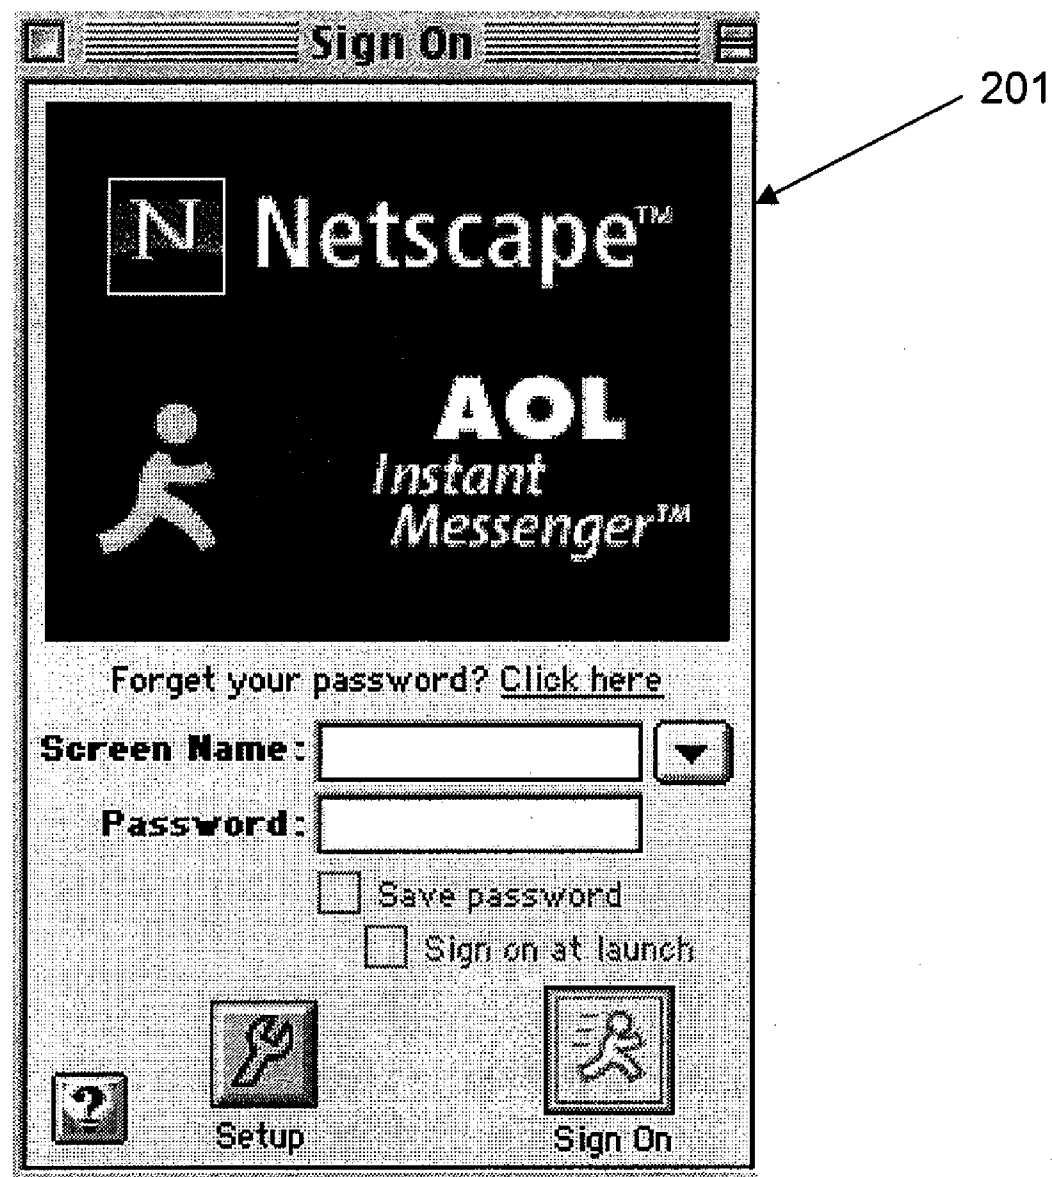 Sign On
201
N Netscape™
AOL
Instant
Messenger™
Forget your password? Click here
Screen Name:
Password:
Save password
Sign on at launch
?
Setup
Sign On